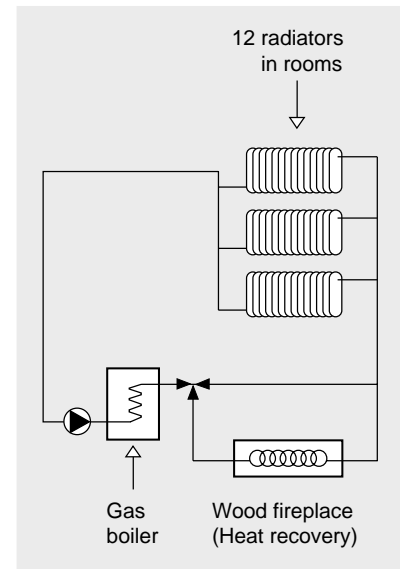 12 radiators
in rooms
Gas
boiler
Wood fireplace
(Heat recovery)